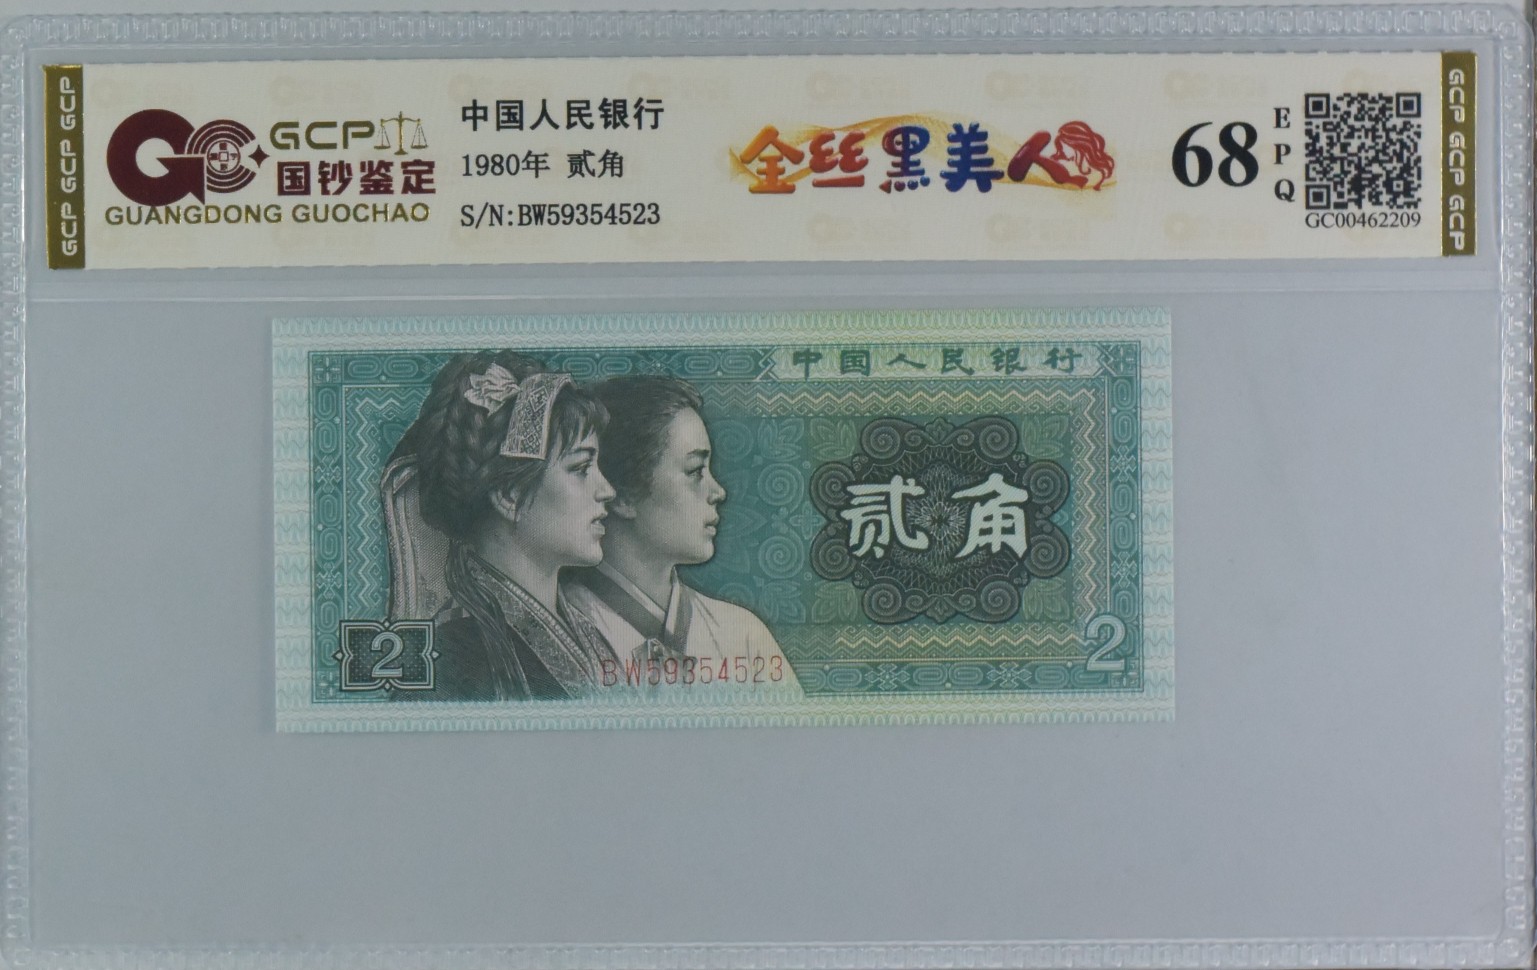 GCP GCP GCP
GCP
国钞鉴定
GUANGDONG GUOCHAO
中国人民银行
1980年 贰角
S/N:BW59354523
金丝黑美人
68
EPQ
GC00462209
GCP GCP GCP
中国人民银行
贰角
2
2
BW59354523